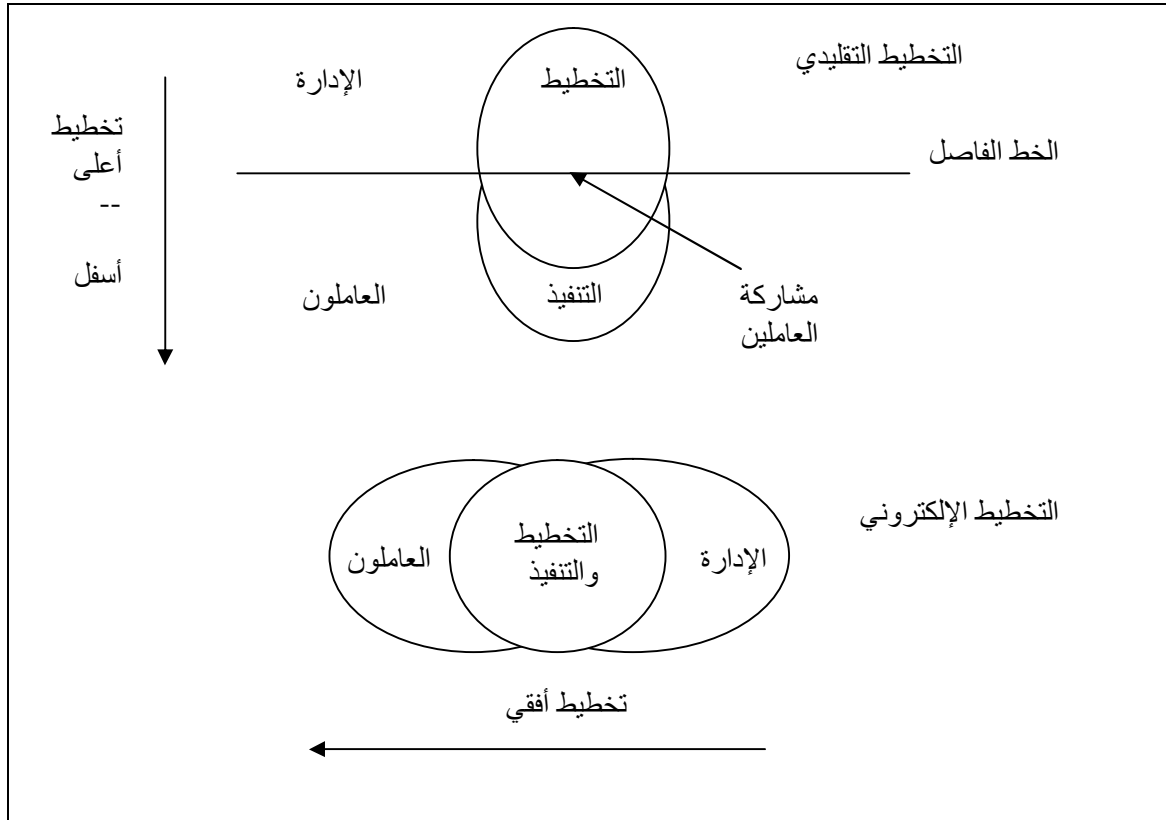 التخطيط التقليدي
التخطيط
الإدارة
الخط الفاصل
تخطيط
أعلى
--
أسفل
التنفيذ
العاملون
مشاركة
العاملين
التخطيط الإلكتروني
الإدارة
التخطيط
والتنفيذ
العاملون
تخطيط أفقي